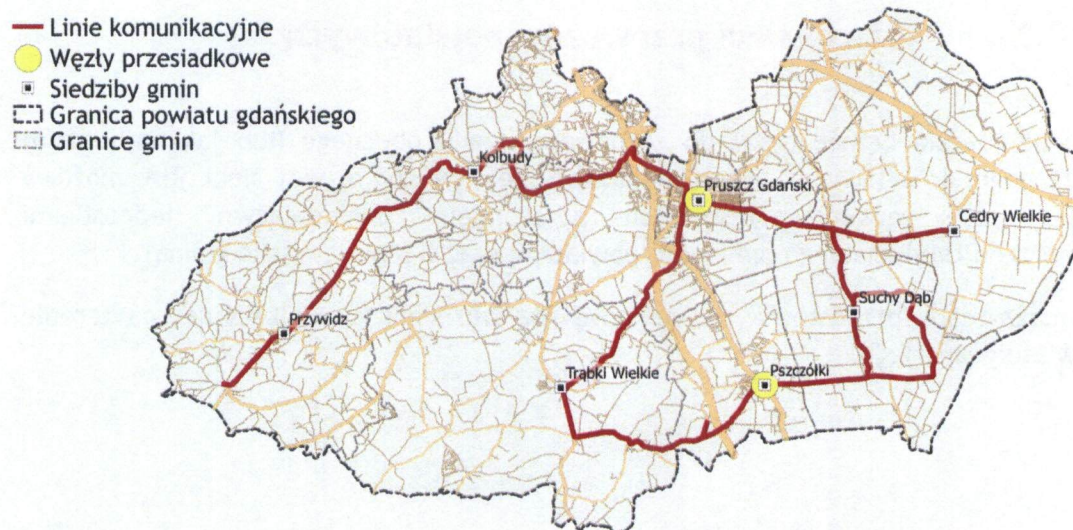 Linie komunikacyjne
Węzły przesiadkowe
Siedziby gmin
Granica powiatu gdańskiego
Granice gmin
Kolbudy
Pruszcz Gdański
Cedry Wielkie
Suchy Dąb
Przywidz
Trąbki Wielkie
Pszczółki